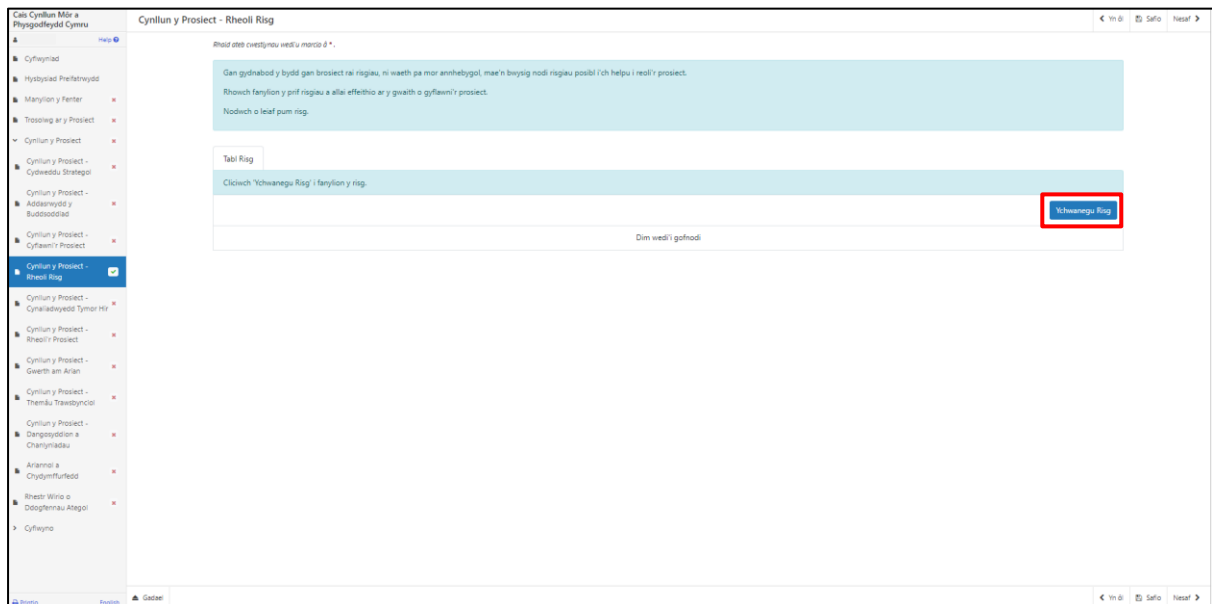 Cais Cynllun Môr a
Physgodfeydd Cymru
Help
Cyflwyniad
Hysbysiad Preifatrwydd
Manylion y Fenter
Trosolwg ar y Prosiect
Cynllun y Prosiect
Cynllun y Prosiect -
Cydweddu Strategol
Cynllun y Prosiect -
Addasrwydd y
Buddsoddiad
Cynllun y Prosiect -
Cyflawni'r Prosiect
Cynllun y Prosiect -
Rheoli Risg
Cynllun y Prosiect -
Cynaliadwyedd Tymor Hir
Cynllun y Prosiect -
Rheoli'r Prosiect
Cynllun y Prosiect -
Gwerth am Arian
Cynllun y Prosiect -
Themâu Trawsbynciol
Cynllun y Prosiect -
Dangosyddion a
Chanlyniadau
Ariannol a
Chydymffurfedd
Rhestr Wirio o
Ddogfennau Ategol
Cyflwyno
Printio English
Cynllun y Prosiect - Rheoli Risg
Yn ôl Safio Nesaf
Rhaid ateb cwestiynau wedi'u marcio â * .
Gan gydnabod y bydd gan brosiect rai risgiau, ni waeth pa mor annhebygol, mae'n bwysig nodi risgiau posibl i'ch helpu i reoli'r prosiect.
Rhowch fanylion y prif risgiau a allai effeithio ar y gwaith o gyflawni'r prosiect.
Nodwch o leiaf pum risg.
Tabl Risg
Cliciwch 'Ychwanegu Risg' i fanylion y risg.
Ychwanegu Risg
Dim wedi'i gofnodi
Gadael
Yn ôl Safio Nesaf